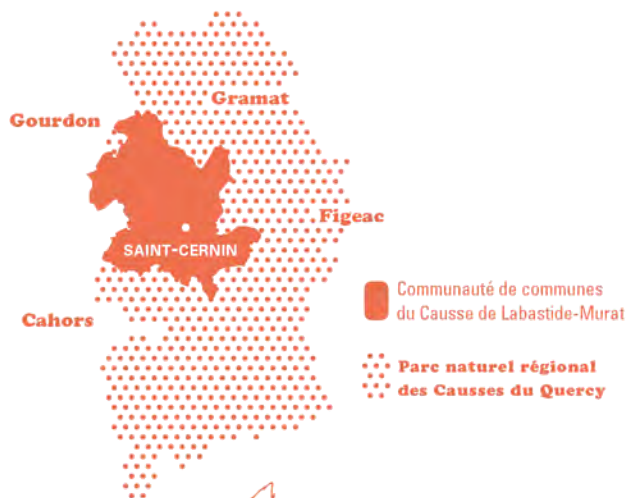 Gramat
Gourdon
Figeac
SAINT-CERNIN
Cahors
Communauté de communes
du Causse de Labastide-Murat
Parc naturel régional
des Causses du Quercy